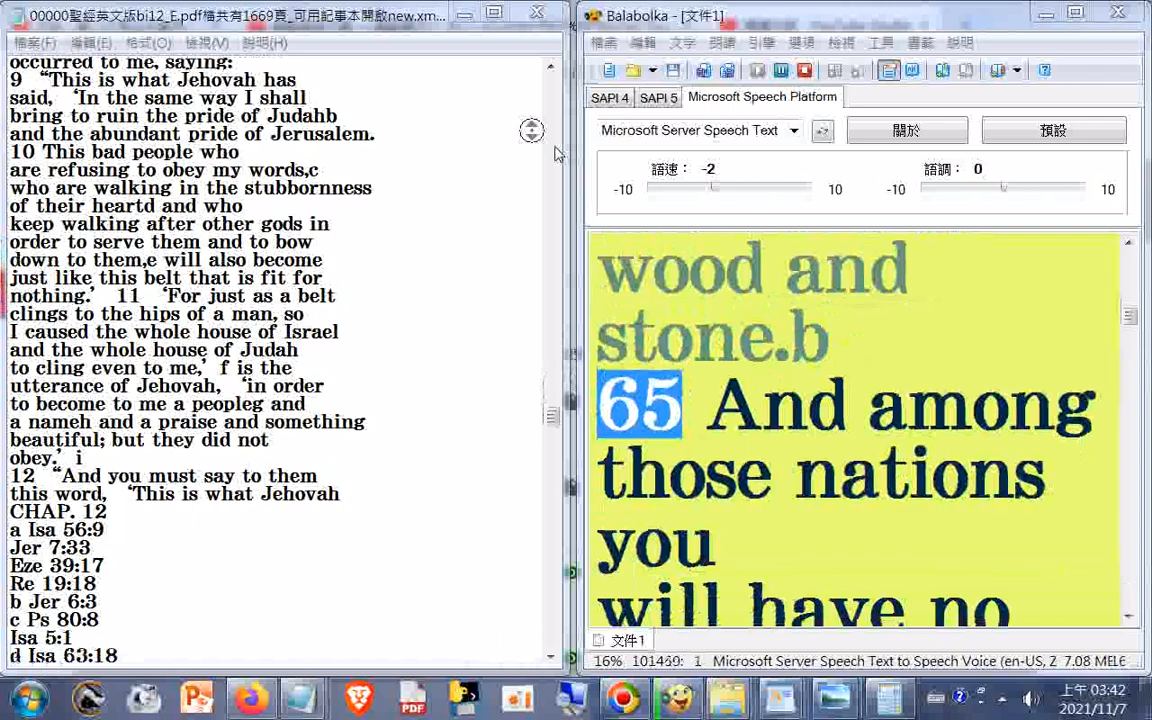 00000聖經英文版bi12_E.pdf檔共有1669頁_可用記事本開啟new.xm...
檔案(F) 編輯(E) 格式(O) 檢視(V) 說明(H)
occurred to me, saying:
9 “This is what Jehovah has
said, ‘In the same way I shall
bring to ruin the pride of Judahb
and the abundant pride of Jerusalem.
10 This bad people who
are refusing to obey my words,c
who are walking in the stubbornness
of their heartd and who
keep walking after other gods in
order to serve them and to bow
down to them,e will also become
just like this belt that is fit for
nothing.’ 11 ‘For just as a belt
clings to the hips of a man, so
I caused the whole house of Israel
and the whole house of Judah
to cling even to me,’ f is the
utterance of Jehovah, ‘in order
to become to me a peopleg and
a nameh and a praise and something
beautiful; but they did not
obey.’ i
12 “And you must say to them
this word, ‘This is what Jehovah
CHAP. 12
a Isa 56:9
Jer 7:33
Eze 39:17
Re 19:18
b Jer 6:3
c Ps 80:8
Isa 5:1
d Isa 63:18
Balabolka - [文件1]
檔案 編輯 文字 朗讀 引擎 選項 檢視 工具 書籤 說明
SAPI 4 SAPI 5 Microsoft Speech Platform
Microsoft Server Speech Text 關於 預設
語速： -2 語調： 0
-10 10 -10 10
wood and
stone.b
65 And among
those nations
you
will have no
文件1
16% 101469: 1 Microsoft Server Speech Text to Speech Voice (en-US, Z 7.08 МБ
PDF
上午 03:42
2021/11/7